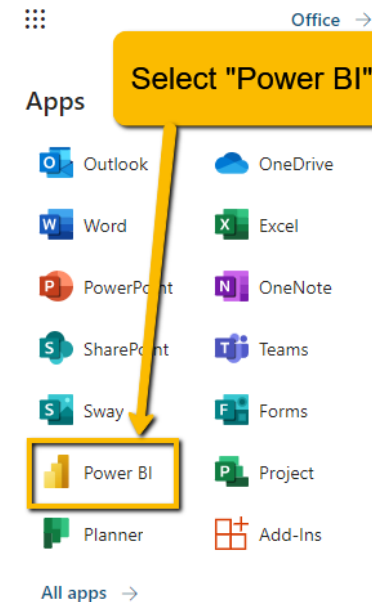 Office →
Select "Power BI"
Apps
Outlook OneDrive
Word Excel
PowerPoint OneNote
SharePoint Teams
Sway Forms
Power BI Project
Planner Add-Ins
All apps →